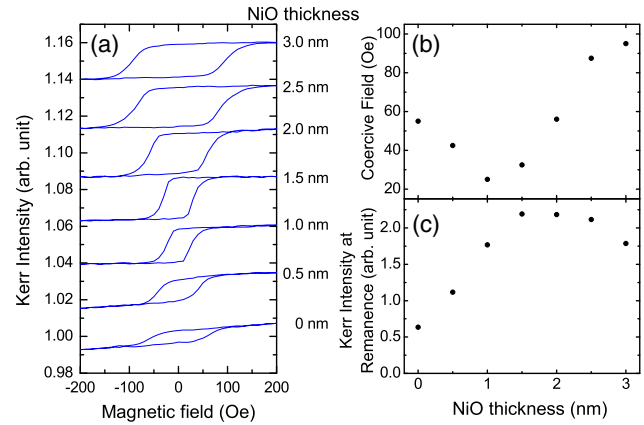 NiO thickness
(a)
3.0 nm
2.5 nm
2.0 nm
1.5 nm
1.0 nm
0.5 nm
0 nm
1.16
1.14
1.12
1.10
1.08
1.06
1.04
1.02
1.00
0.98
Kerr Intensity (arb. unit)
-200
-100
0
100
200
Magnetic field (Oe)
(b)
100
80
60
40
20
Coercive Field (Oe)
(c)
2.0
1.5
1.0
0.5
0.0
Kerr Intensity at
Remanence (arb. unit)
0
1
2
3
NiO thickness (nm)